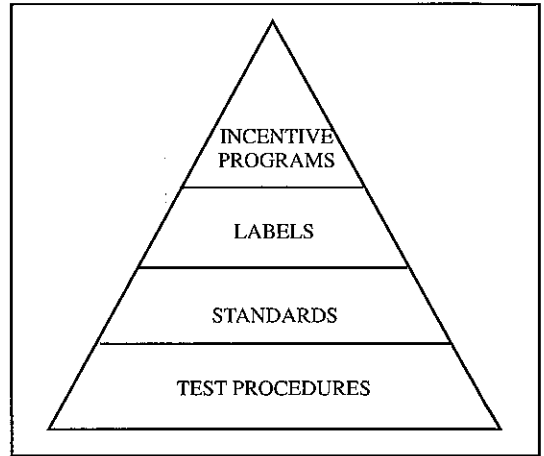 INCENTIVE
PROGRAMS
LABELS
STANDARDS
TEST PROCEDURES